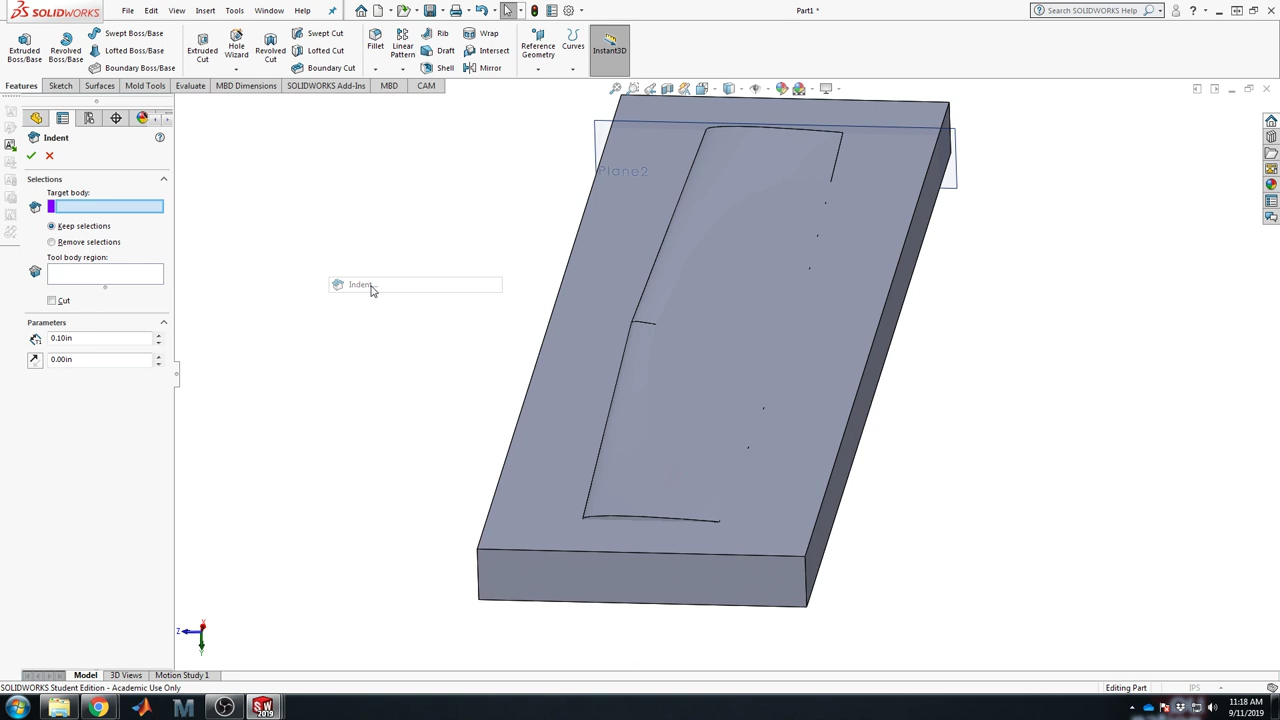 SOLIDWORKS File Edit View Insert Tools Window Help Part1 * Search SOLIDWORKS Help
Extruded Boss/Base
Revolved Boss/Base
Swept Boss/Base
Lofted Boss/Base
Boundary Boss/Base
Extruded Cut
Hole Wizard
Revolved Cut
Swept Cut
Lofted Cut
Boundary Cut
Fillet
Linear Pattern
Rib
Draft
Shell
Wrap
Intersect
Mirror
Reference Geometry
Curves
Instant3D
Features Sketch Surfaces Mold Tools Evaluate MBD Dimensions SOLIDWORKS Add-Ins MBD CAM
Indent
Selections
Target body:
Keep selections
Remove selections
Tool body region:
Cut
Parameters
0.10in
0.00in
Plane2
Indent...
Z
X
Y
Model 3D Views Motion Study 1
SOLIDWORKS Student Edition - Academic Use Only Editing Part IPS
SW 2019
11:18 AM
9/11/2019